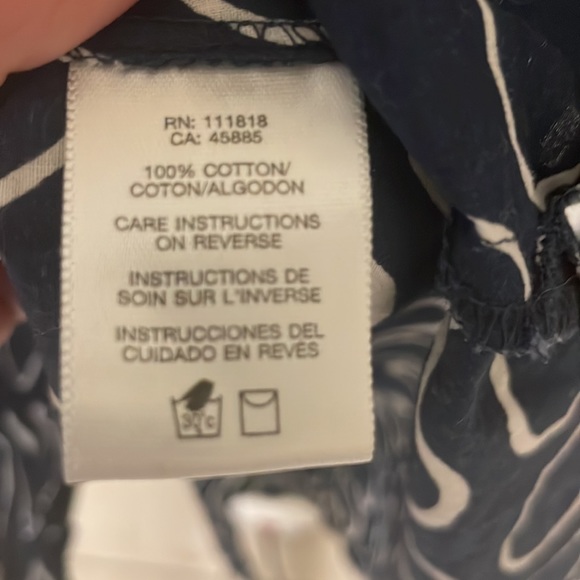 RN: 111818
CA: 45885
100% COTTON/
COTON/ALGODON
CARE INSTRUCTIONS
ON REVERSE
INSTRUCTIONS DE
SOIN SUR L'INVERSE
INSTRUCCIONES DEL
CUIDADO EN REVÉS
30°C